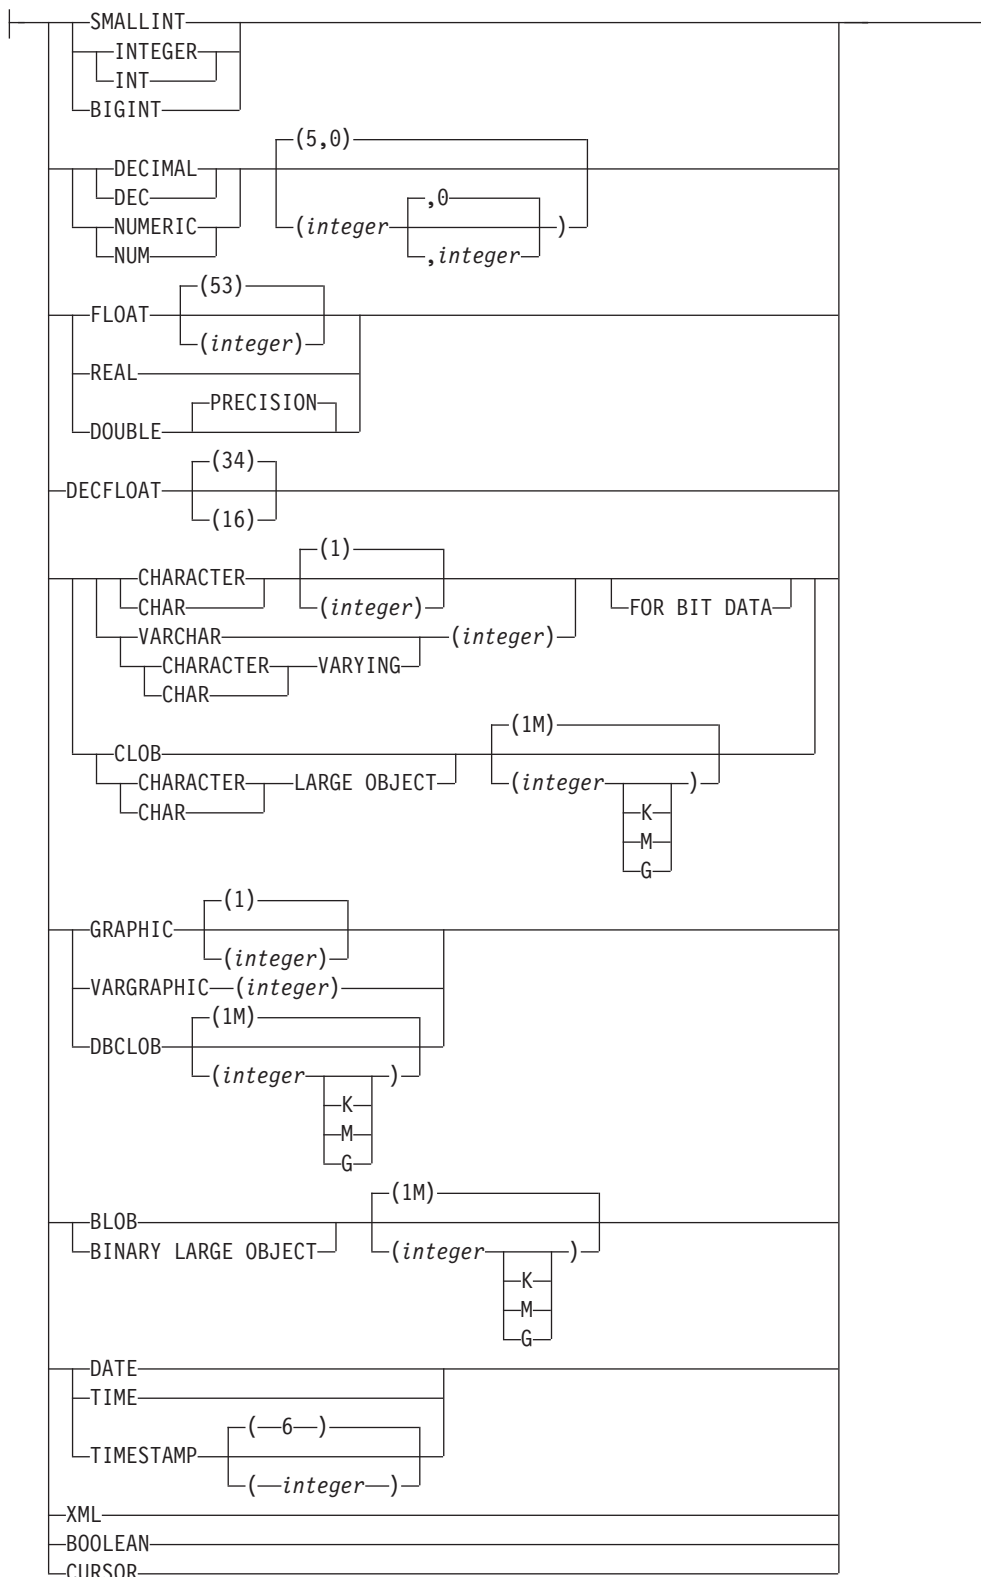 SMALLINT
INTEGER
INT
BIGINT
(5,0)
DECIMAL
DEC
(integer ,0 )
NUMERIC
,integer
NUM
(53)
FLOAT
(integer)
REAL
PRECISION
DOUBLE
(34)
DECFLOAT
(16)
(1)
CHARACTER
CHAR (integer) FOR BIT DATA
VARCHAR (integer)
CHARACTER VARYING
CHAR
(1M)
CLOB
CHARACTER LARGE OBJECT (integer )
CHAR K
M
G
(1)
GRAPHIC
(integer)
VARGRAPHIC (integer)
(1M)
DBCLOB
(integer )
K
M
G
(1M)
BLOB
BINARY LARGE OBJECT (integer )
K
M
G
DATE
TIME
( 6 )
TIMESTAMP
( integer )
XML
BOOLEAN
CURSOR